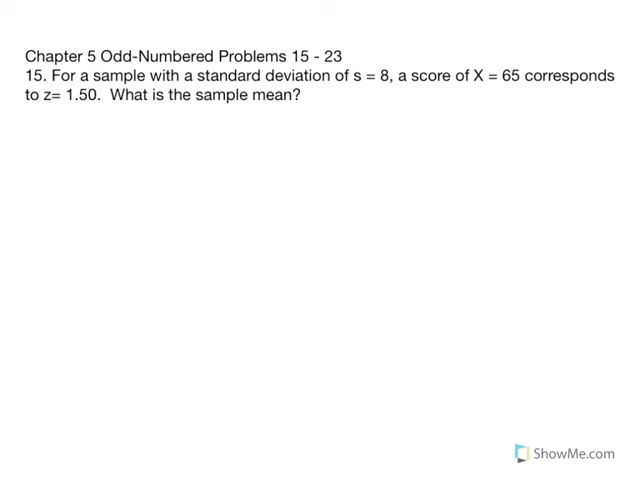 Chapter 5 Odd-Numbered Problems 15 - 23
15. For a sample with a standard deviation of s = 8, a score of X = 65 corresponds
to z= 1.50.  What is the sample mean?
ShowMe.com